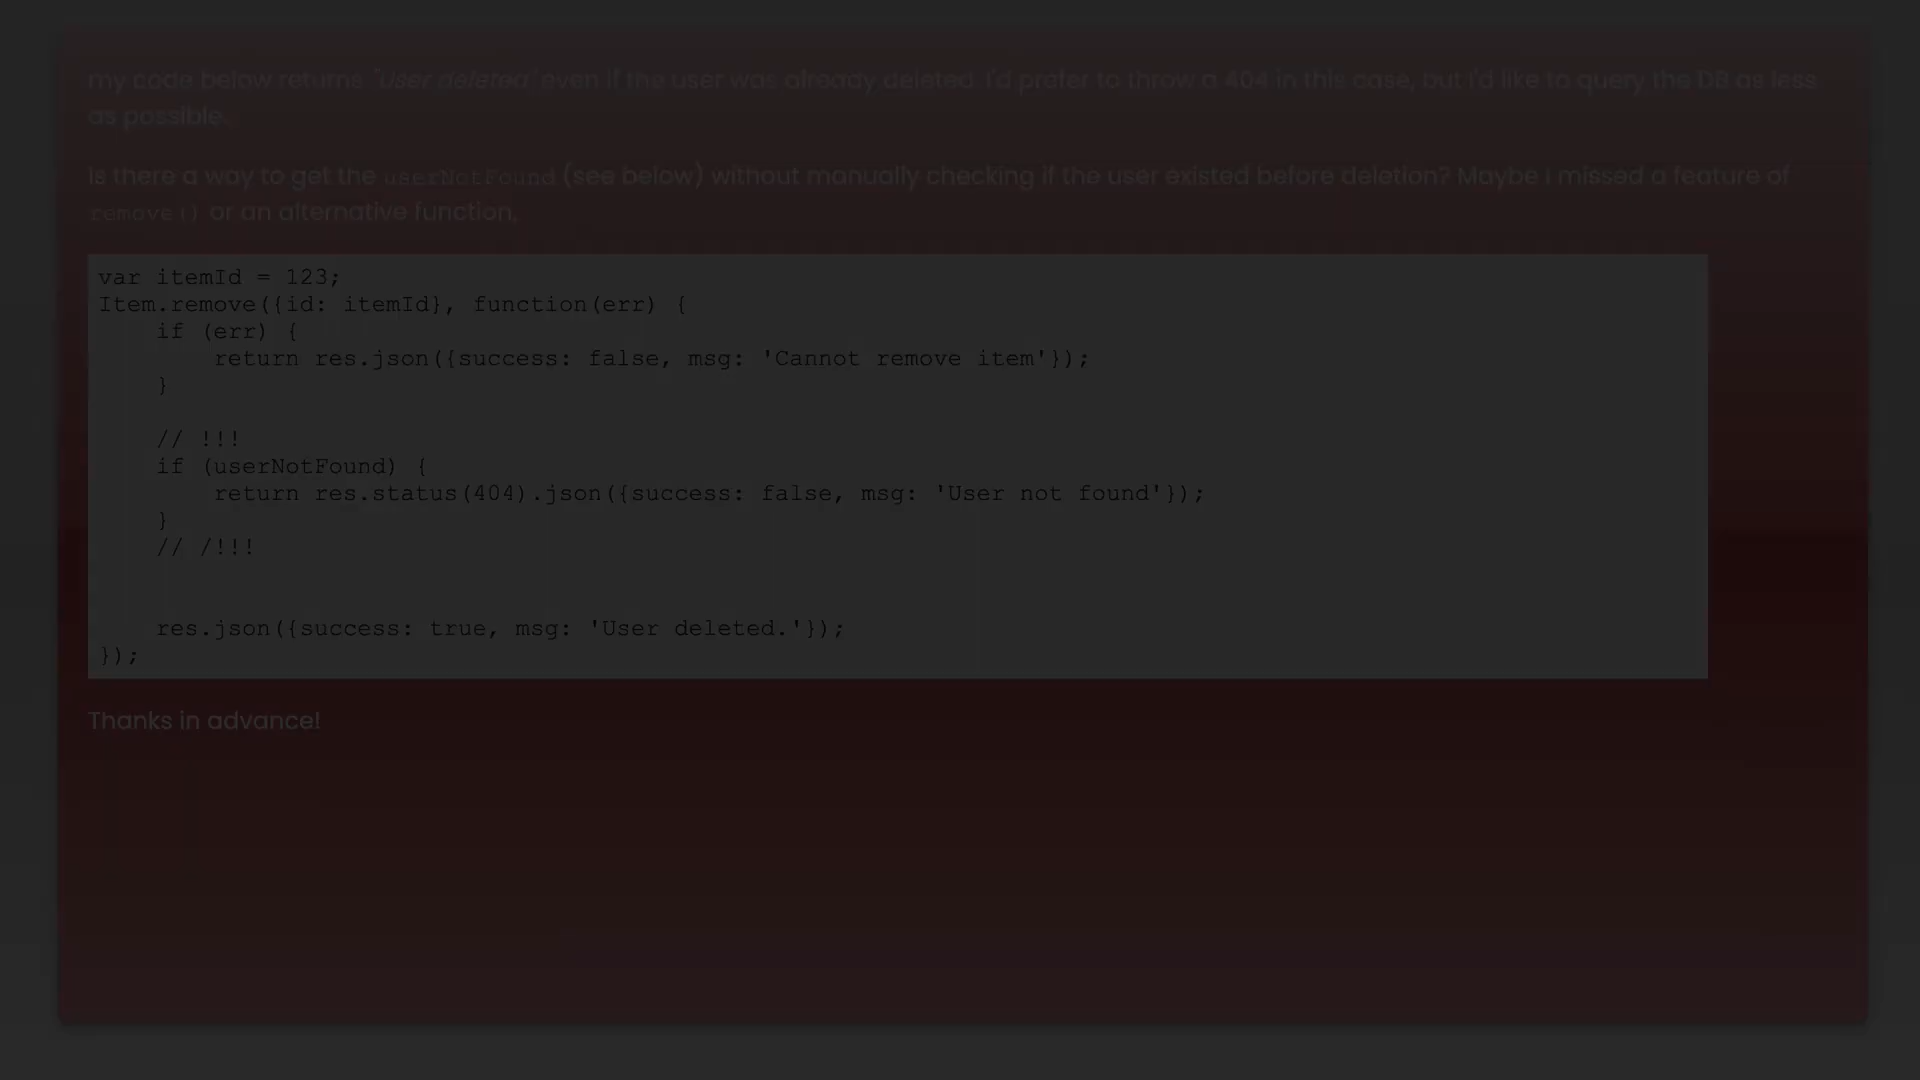 my code below returns "User deleted" even if the user was already deleted. I'd prefer to throw a 404 in this case, but I'd like to query the DB as less
as possible.
Is there a way to get the userNotFound (see below) without manually checking if the user existed before deletion? Maybe I missed a feature of
remove() or an alternative function.
var itemId = 123;
Item.remove({id: itemId}, function(err) {
    if (err) {
        return res.json({success: false, msg: 'Cannot remove item'});
    }
    // !!!
    if (userNotFound) {
        return res.status(404).json({success: false, msg: 'User not found'});
    }
    // /!!!
    res.json({success: true, msg: 'User deleted.'});
});
Thanks in advance!